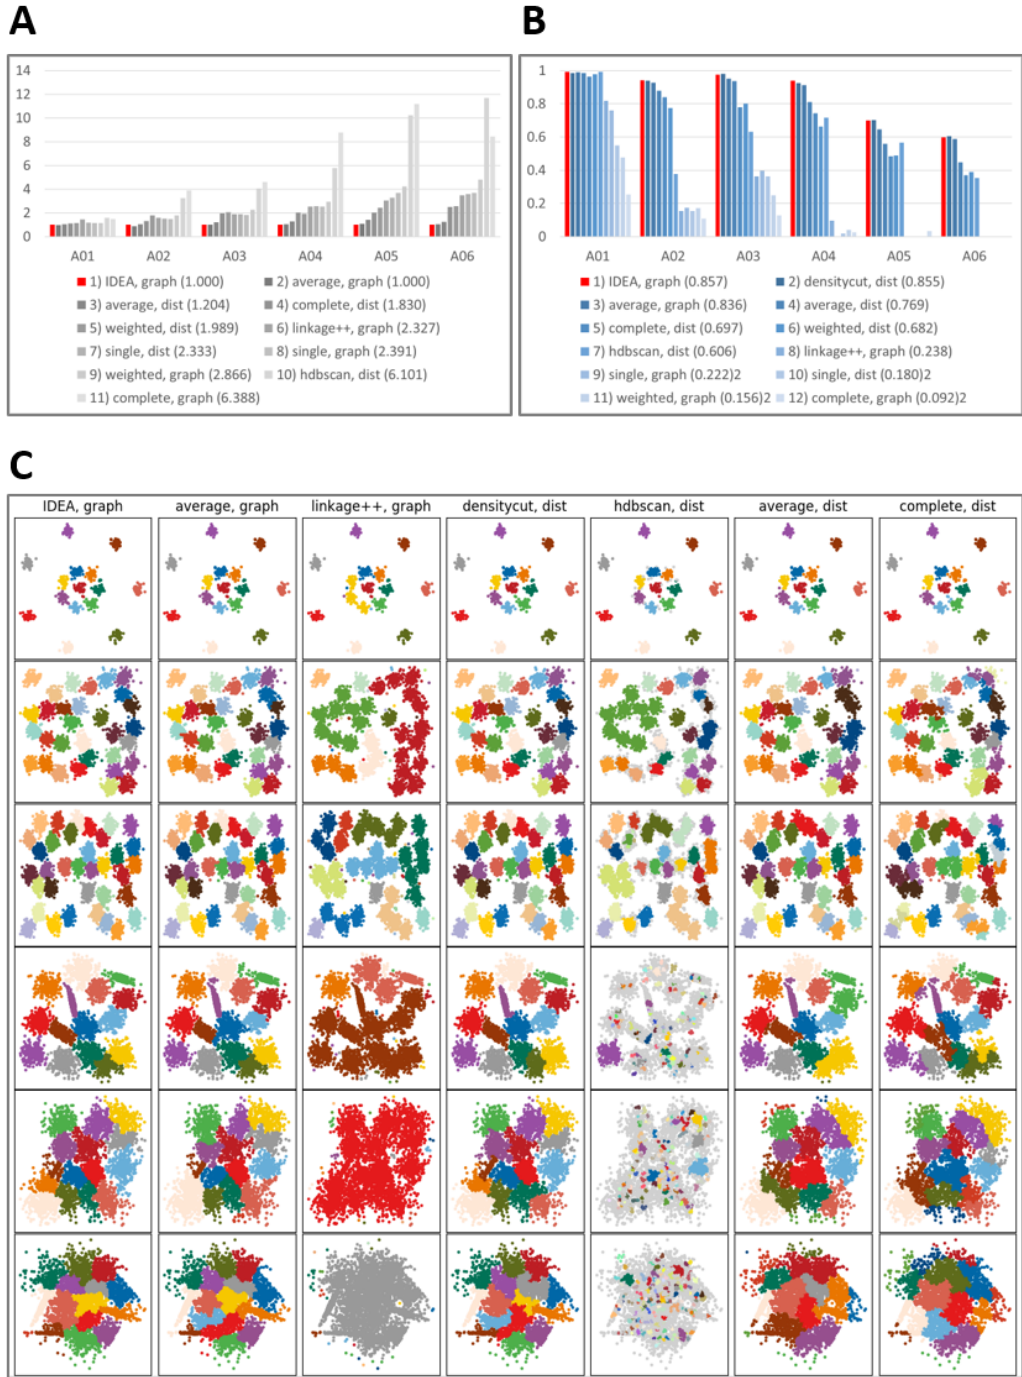 A
B
14
12
10
8
6
4
2
0
A01 A02 A03 A04 A05 A06
1) IDEA, graph (1.000) 2) average, graph (1.000)
3) average, dist (1.204) 4) complete, dist (1.830)
5) weighted, dist (1.989) 6) linkage++, graph (2.327)
7) single, dist (2.333) 8) single, graph (2.391)
9) weighted, graph (2.866) 10) hdbscan, dist (6.101)
11) complete, graph (6.388)
1
0.8
0.6
0.4
0.2
0
A01 A02 A03 A04 A05 A06
1) IDEA, graph (0.857) 2) densitycut, dist (0.855)
3) average, graph (0.836) 4) average, dist (0.769)
5) complete, dist (0.697) 6) weighted, dist (0.682)
7) hdbscan, dist (0.606) 8) linkage++, graph (0.238)
9) single, graph (0.222)2 10) single, dist (0.180)2
11) weighted, graph (0.156)2 12) complete, graph (0.092)2
C
IDEA, graph average, graph linkage++, graph densitycut, dist hdbscan, dist average, dist complete, dist